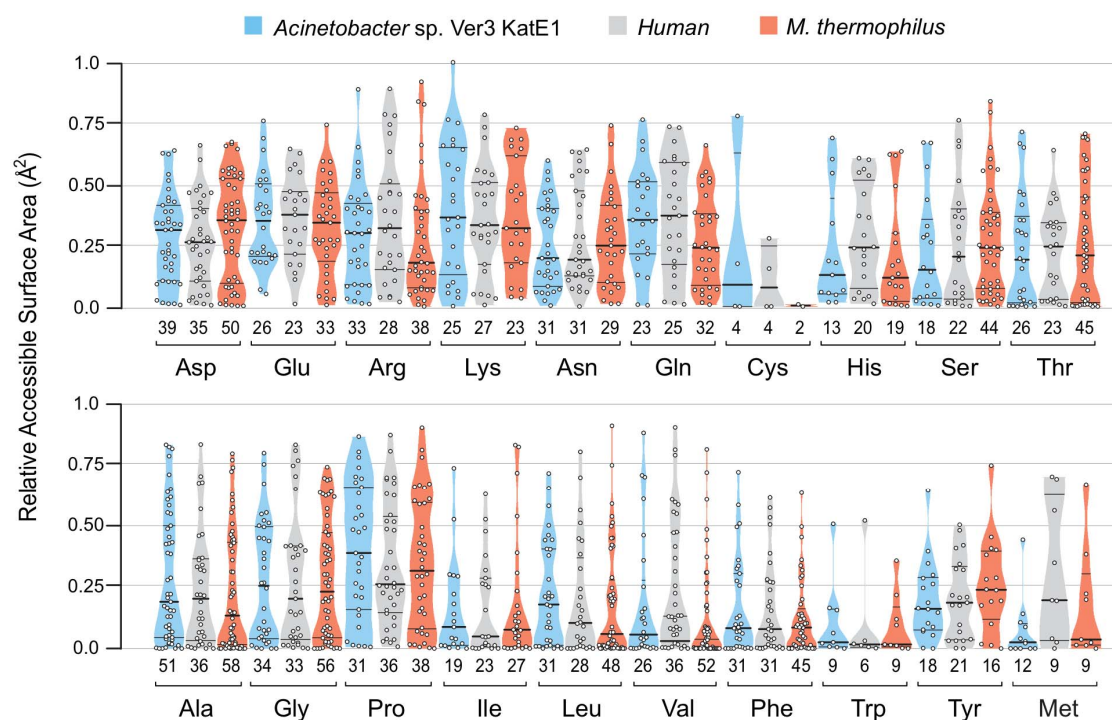 Acinetobacter sp. Ver3 KatE1 Human M. thermophilus
Relative Accessible Surface Area (Å²)
1.0
0.75
0.50
0.25
0.0
39 35 50 26 23 33 33 28 38 25 27 23 31 31 29 23 25 32 4 4 2 13 20 19 18 22 44 26 23 45
Asp Glu Arg Lys Asn Gln Cys His Ser Thr
1.0
0.75
0.50
0.25
0.0
51 36 58 34 33 56 31 36 38 19 23 27 31 28 48 26 36 52 31 31 45 9 6 9 18 21 16 12 9 9
Ala Gly Pro Ile Leu Val Phe Trp Tyr Met